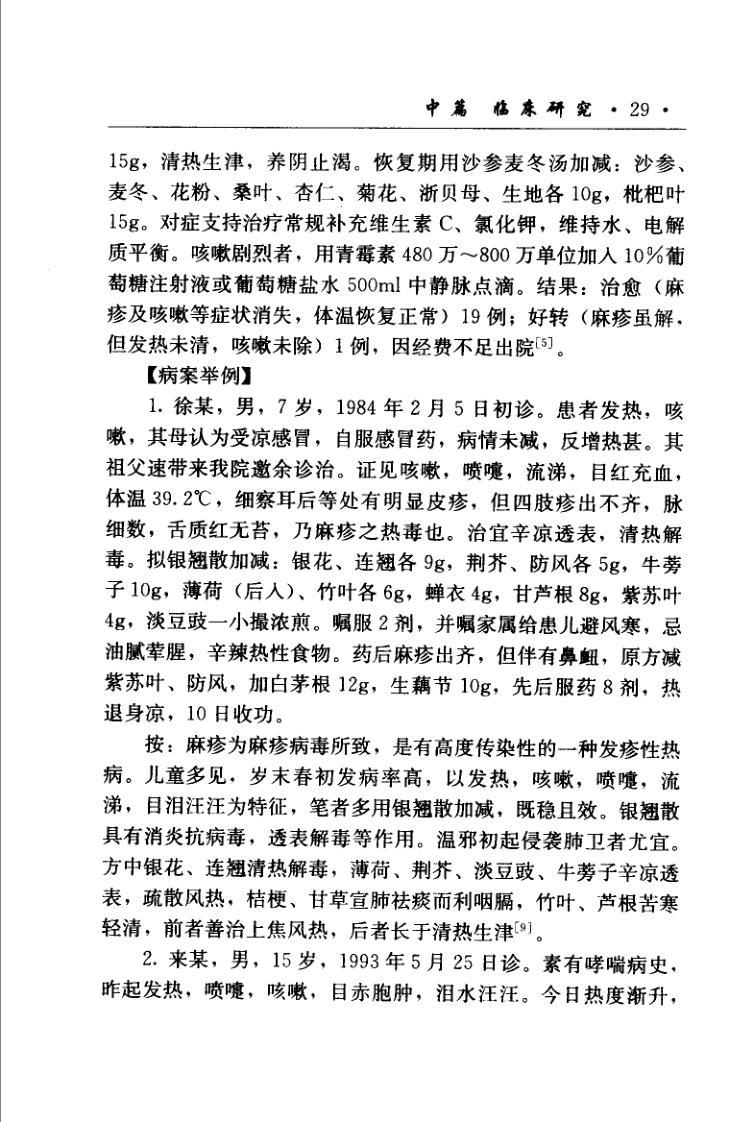 中篇 临床研究 · 29 ·
15g，清热生津，养阴止渴。恢复期用沙参麦冬汤加减：沙参、
麦冬、花粉、桑叶、杏仁、菊花、浙贝母、生地各 10g，枇杷叶
15g。对症支持治疗常规补充维生素 C、氯化钾，维持水、电解
质平衡。咳嗽剧烈者，用青霉素 480 万～800 万单位加入 10%葡
萄糖注射液或葡萄糖盐水 500ml 中静脉点滴。结果：治愈（麻
疹及咳嗽等症状消失，体温恢复正常）19 例；好转（麻疹虽解，
但发热未清，咳嗽未除）1 例，因经费不足出院[5]。
【病案举例】
1. 徐某，男，7 岁，1984 年 2 月 5 日初诊。患者发热，咳
嗽，其母认为受凉感冒，自服感冒药，病情未减，反增热甚。其
祖父速带来我院邀余诊治。证见咳嗽，喷嚏，流涕，目红充血，
体温 39.2℃，细察耳后等处有明显皮疹，但四肢疹出不齐，脉
细数，舌质红无苔，乃麻疹之热毒也。治宜辛凉透表，清热解
毒。拟银翘散加减：银花、连翘各 9g，荆芥、防风各 5g，牛蒡
子 10g，薄荷（后入）、竹叶各 6g，蝉衣 4g，甘芦根 8g，紫苏叶
4g，淡豆豉一小撮浓煎。嘱服 2 剂，并嘱家属给患儿避风寒，忌
油腻荤腥，辛辣热性食物。药后麻疹出齐，但伴有鼻衄，原方减
紫苏叶、防风，加白茅根 12g，生藕节 10g，先后服药 8 剂，热
退身凉，10 日收功。
按：麻疹为麻疹病毒所致，是有高度传染性的一种发疹性热
病。儿童多见，岁末春初发病率高，以发热，咳嗽，喷嚏，流
涕，目泪汪汪为特征，笔者多用银翘散加减，既稳且效。银翘散
具有消炎抗病毒，透表解毒等作用。温邪初起侵袭肺卫者尤宜。
方中银花、连翘清热解毒，薄荷、荆芥、淡豆豉、牛蒡子辛凉透
表，疏散风热，桔梗、甘草宣肺祛痰而利咽膈，竹叶、芦根苦寒
轻清，前者善治上焦风热，后者长于清热生津[9]。
2. 来某，男，15 岁，1993 年 5 月 25 日诊。素有哮喘病史，
昨起发热，喷嚏，咳嗽，目赤胞肿，泪水汪汪。今日热度渐升，